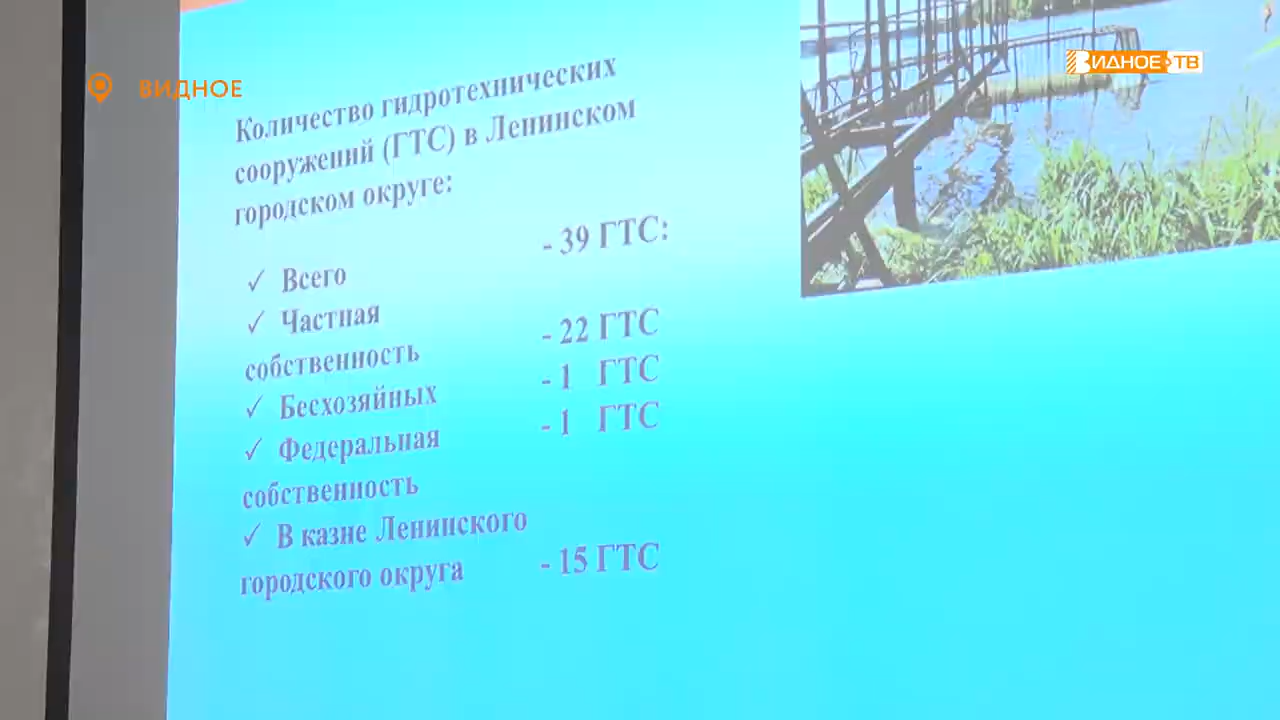 ВИДНОЕ
ВИДНОЕ ТВ
Количество гидротехнических
сооружений (ГТС) в Ленинском
городском округе:
- 39 ГТС:
✓ Всего
✓ Частная
собственность
- 22 ГТС
✓ Бесхозяйных
- 1 ГТС
✓ Федеральная
собственность
- 1 ГТС
✓ В казне Ленинского
городского округа
- 15 ГТС